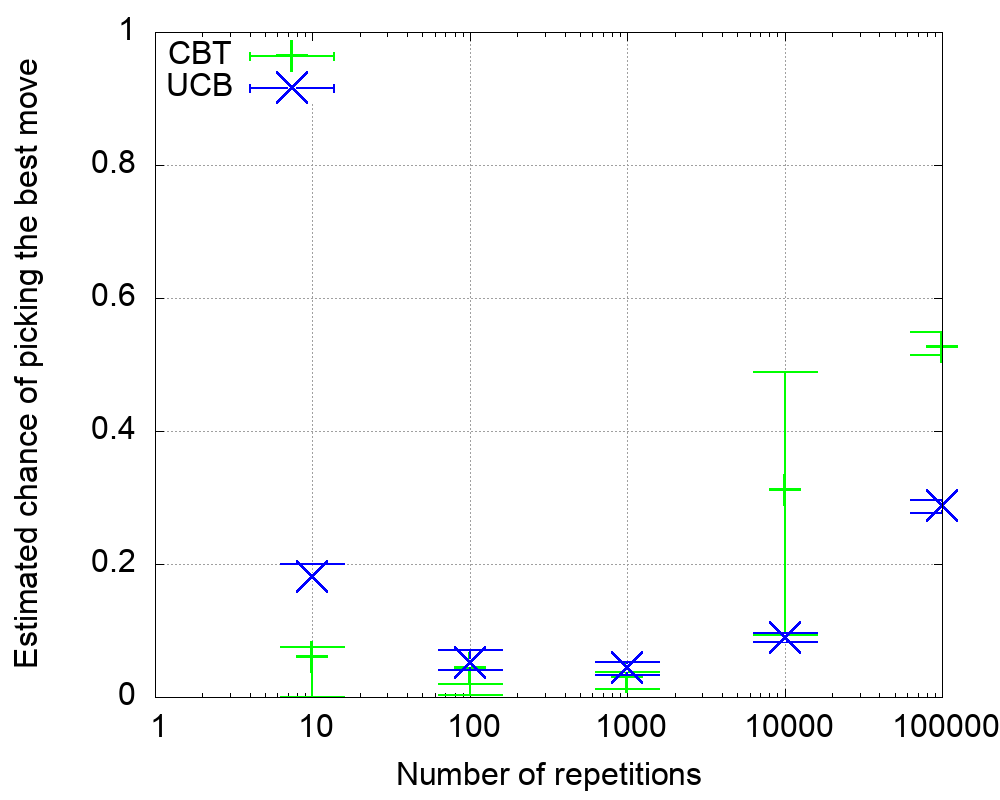 Estimated chance of picking the best move
1
0.8
0.6
0.4
0.2
0
CBT
UCB
1 10 100 1000 10000 100000
Number of repetitions